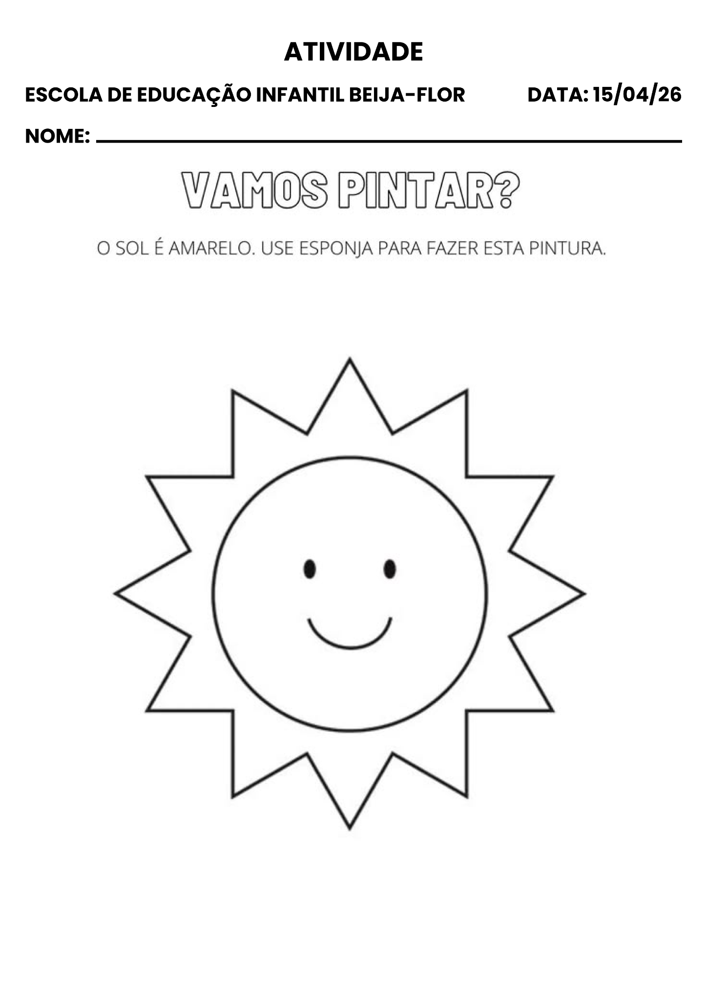 ATIVIDADE
ESCOLA DE EDUCAÇÃO INFANTIL BEIJA-FLOR DATA: 15/04/26
NOME:
VAMOS PINTAR?
O SOL É AMARELO. USE ESPONJA PARA FAZER ESTA PINTURA.